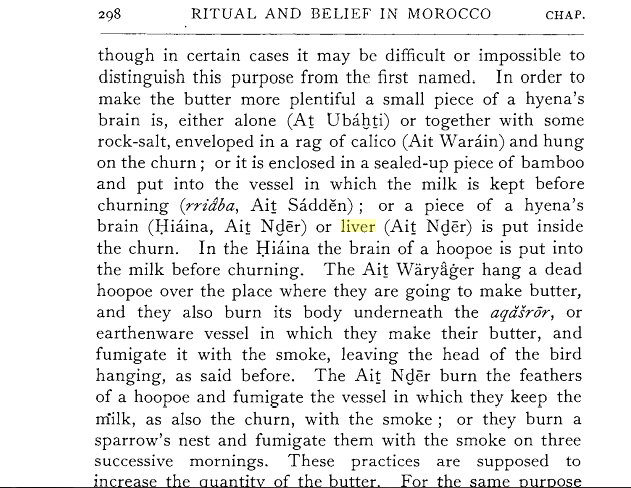 298 RITUAL AND BELIEF IN MOROCCO CHAP.
though in certain cases it may be difficult or impossible to
distinguish this purpose from the first named. In order to
make the butter more plentiful a small piece of a hyena's
brain is, either alone (Aṯ Ubáḫti) or together with some
rock-salt, enveloped in a rag of calico (Ait Waráin) and hung
on the churn; or it is enclosed in a sealed-up piece of bamboo
and put into the vessel in which the milk is kept before
churning (rriâba, Aiṯ Sáddĕn); or a piece of a hyena's
brain (Ḥiáina, Aiṯ Nḍēr) or liver (Aiṯ Nḍēr) is put inside
the churn. In the Ḥiáina the brain of a hoopoe is put into
the milk before churning. The Aiṯ Wäryâġer hang a dead
hoopoe over the place where they are going to make butter,
and they also burn its body underneath the aqǎšrōr, or
earthenware vessel in which they make their butter, and
fumigate it with the smoke, leaving the head of the bird
hanging, as said before. The Aiṯ Nḍēr burn the feathers
of a hoopoe and fumigate the vessel in which they keep the
milk, as also the churn, with the smoke; or they burn a
sparrow's nest and fumigate them with the smoke on three
successive mornings. These practices are supposed to
increase the quantity of the butter. For the same purpose